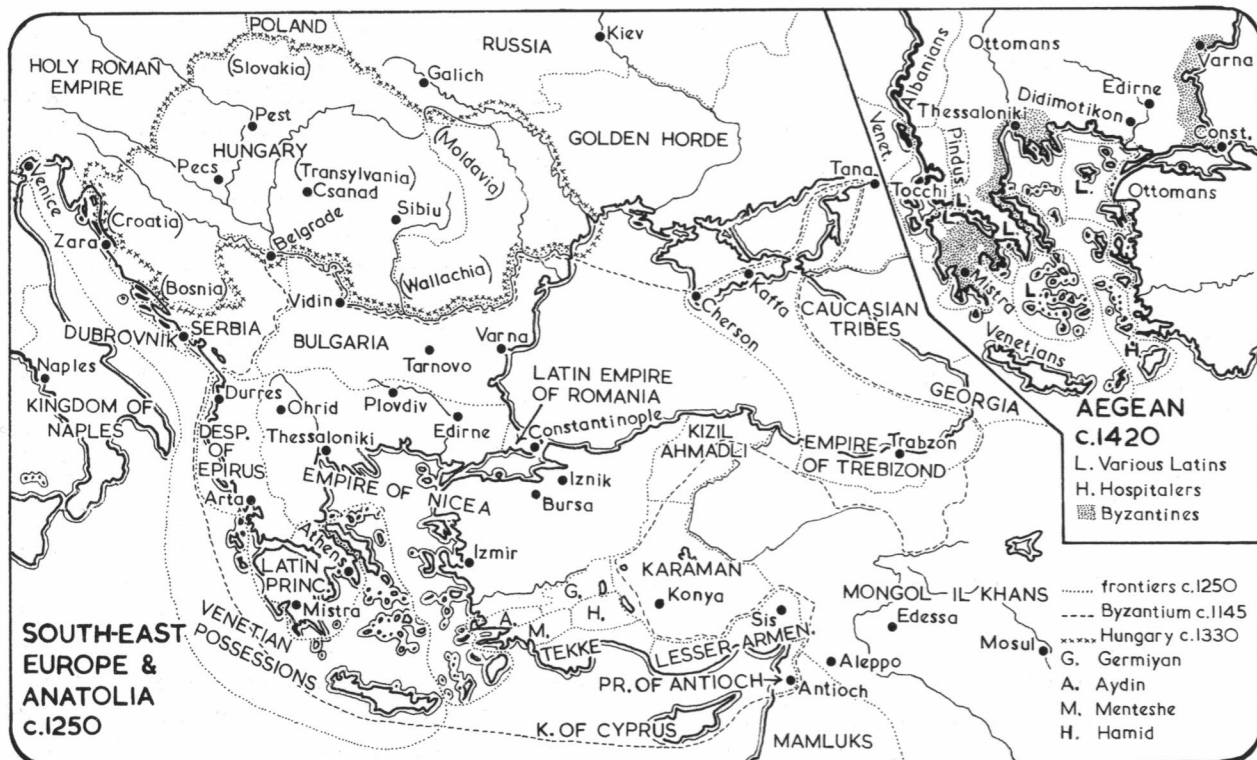 POLAND
RUSSIA
Kiev
HOLY ROMAN
EMPIRE
(Slovakia)
Galich
Pest
HUNGARY
Pecs
(Transylvania)
Csanad
(Moldavia)
Sibiu
GOLDEN HORDE
Tana
Venice
(Croatia)
Zara
Belgrade
(Bosnia)
(Wallachia)
Vidin
Cherson
Kaffa
CAUCASIAN
TRIBES
DUBROVNIK
SERBIA
BULGARIA
Varna
Tarnovo
Naples
KINGDOM OF
NAPLES
Durres
Ohrid
Plovdiv
Edirne
LATIN EMPIRE
OF ROMANIA
Constantinople
GEORGIA
DESP.
OF
EPIRUS
Thessaloniki
EMPIRE OF
NICEA
Iznik
Bursa
KIZIL
AHMADLI
EMPIRE
OF TREBIZOND
Trabzon
Arta
Athens
LATIN
PRINC.
Mistra
Izmir
VENETIAN
POSSESSIONS
G.
A.
H.
M.
TEKKE
KARAMAN
Konya
Sis
LESSER ARMEN.
MONGOL IL KHANS
Edessa
Mosul
Aleppo
PR. OF ANTIOCH
Antioch
K. OF CYPRUS
MAMLUKS
SOUTH-EAST
EUROPE &
ANATOLIA
c.1250
Albanians
Ottomans
Varna
Edirne
Didimotikon
Thessaloniki
Const.
Venet.
Pindus
Tocchi
L.
Ottomans
L
L
L
Mistra
L
Venetians
H
AEGEAN
c.1420
L. Various Latins
H. Hospitalers
Byzantines
frontiers c.1250
Byzantium c.1145
Hungary c.1330
G. Germiyan
A. Aydin
M. Menteshe
H. Hamid